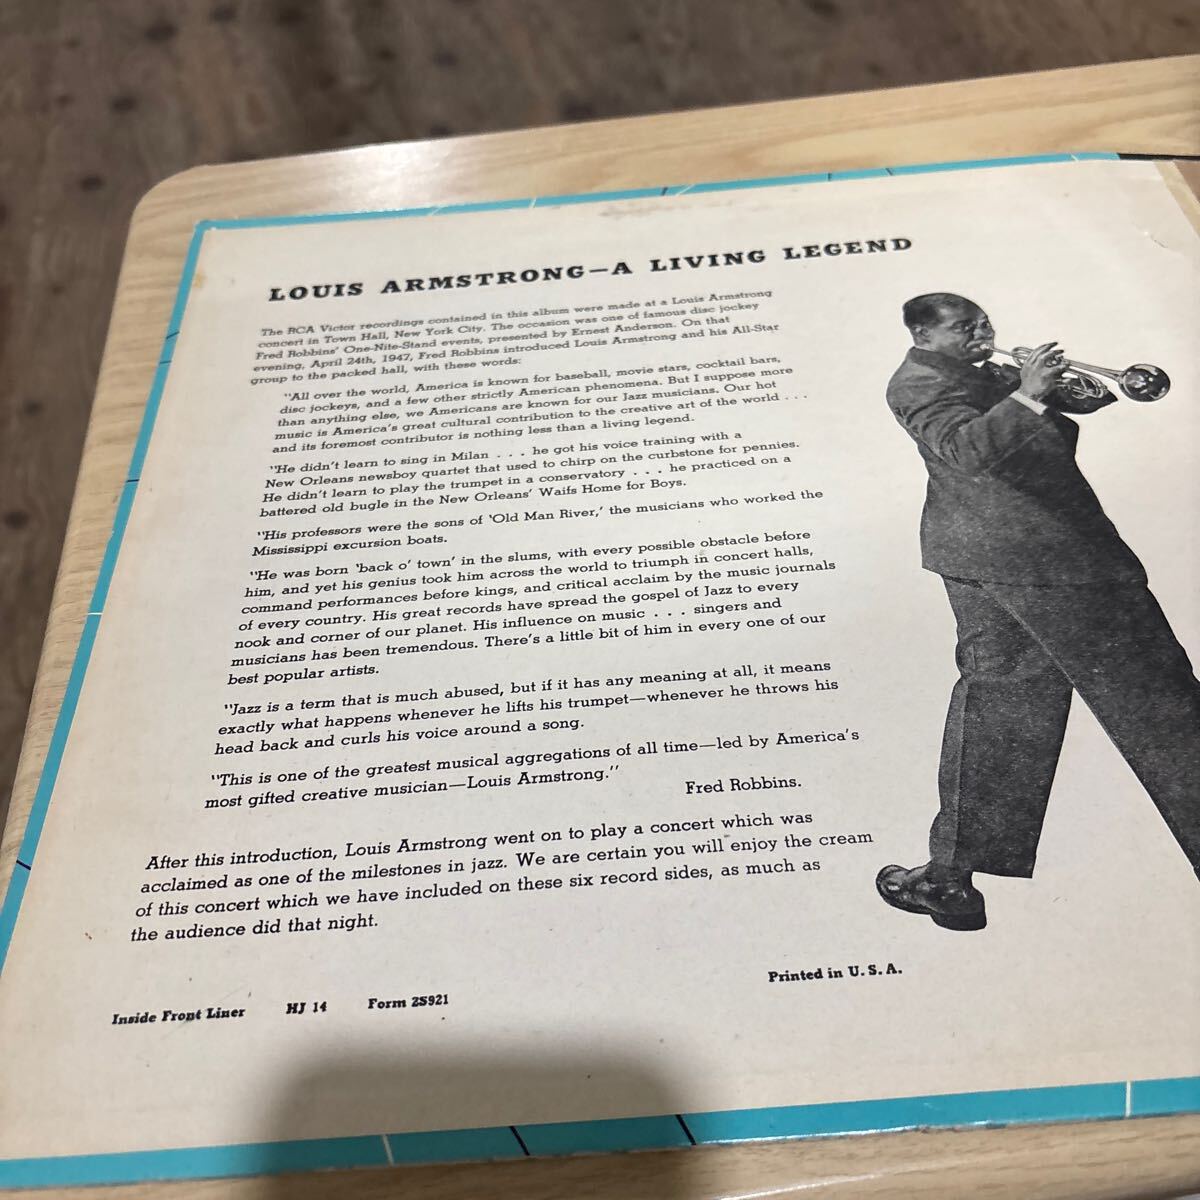 LOUIS ARMSTRONG—A LIVING LEGEND
The RCA Victor recordings contained in this album were made at a Louis Armstrong
concert in Town Hall, New York City. The occasion was one of famous disc jockey
Fred Robbins' One-Nite-Stand events, presented by Ernest Anderson. On that
evening, April 24th, 1947, Fred Robbins introduced Louis Armstrong and his All-Star
group to the packed hall, with these words:
"All over the world, America is known for baseball, movie stars, cocktail bars,
disc jockeys, and a few other strictly American phenomena. But I suppose more
than anything else, we Americans are known for our Jazz musicians. Our hot
music is America's great cultural contribution to the creative art of the world . . .
and its foremost contributor is nothing less than a living legend.
"He didn't learn to sing in Milan . . . he got his voice training with a
New Orleans newsboy quartet that used to chirp on the curbstone for pennies.
He didn't learn to play the trumpet in a conservatory . . . he practiced on a
battered old bugle in the New Orleans' Waifs Home for Boys.
"His professors were the sons of 'Old Man River,' the musicians who worked the
Mississippi excursion boats.
"He was born 'back o' town' in the slums, with every possible obstacle before
him, and yet his genius took him across the world to triumph in concert halls,
command performances before kings, and critical acclaim by the music journals
of every country. His great records have spread the gospel of Jazz to every
nook and corner of our planet. His influence on music . . . singers and
musicians has been tremendous. There's a little bit of him in every one of our
best popular artists.
"Jazz is a term that is much abused, but if it has any meaning at all, it means
exactly what happens whenever he lifts his trumpet—whenever he throws his
head back and curls his voice around a song.
"This is one of the greatest musical aggregations of all time—led by America's
most gifted creative musician—Louis Armstrong."
Fred Robbins.
After this introduction, Louis Armstrong went on to play a concert which was
acclaimed as one of the milestones in jazz. We are certain you will enjoy the cream
of this concert which we have included on these six record sides, as much as
the audience did that night.
Inside Front Liner HJ 14 Form 2S921
Printed in U. S. A.